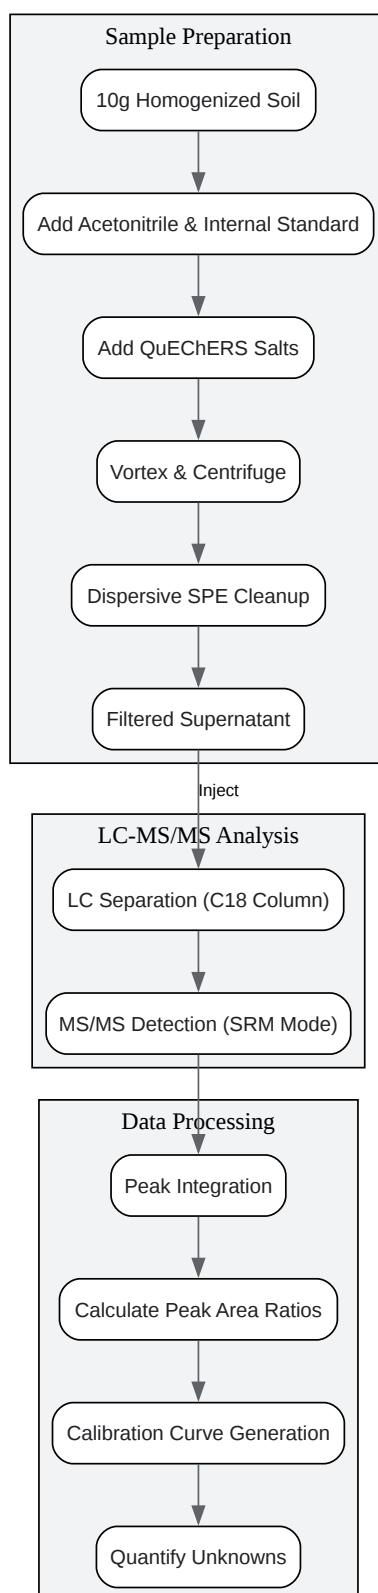 Sample Preparation
10g Homogenized Soil
Add Acetonitrile & Internal Standard
Add QuEChERS Salts
Vortex & Centrifuge
Dispersive SPE Cleanup
Filtered Supernatant
Inject
LC-MS/MS Analysis
LC Separation (C18 Column)
MS/MS Detection (SRM Mode)
Data Processing
Peak Integration
Calculate Peak Area Ratios
Calibration Curve Generation
Quantify Unknowns